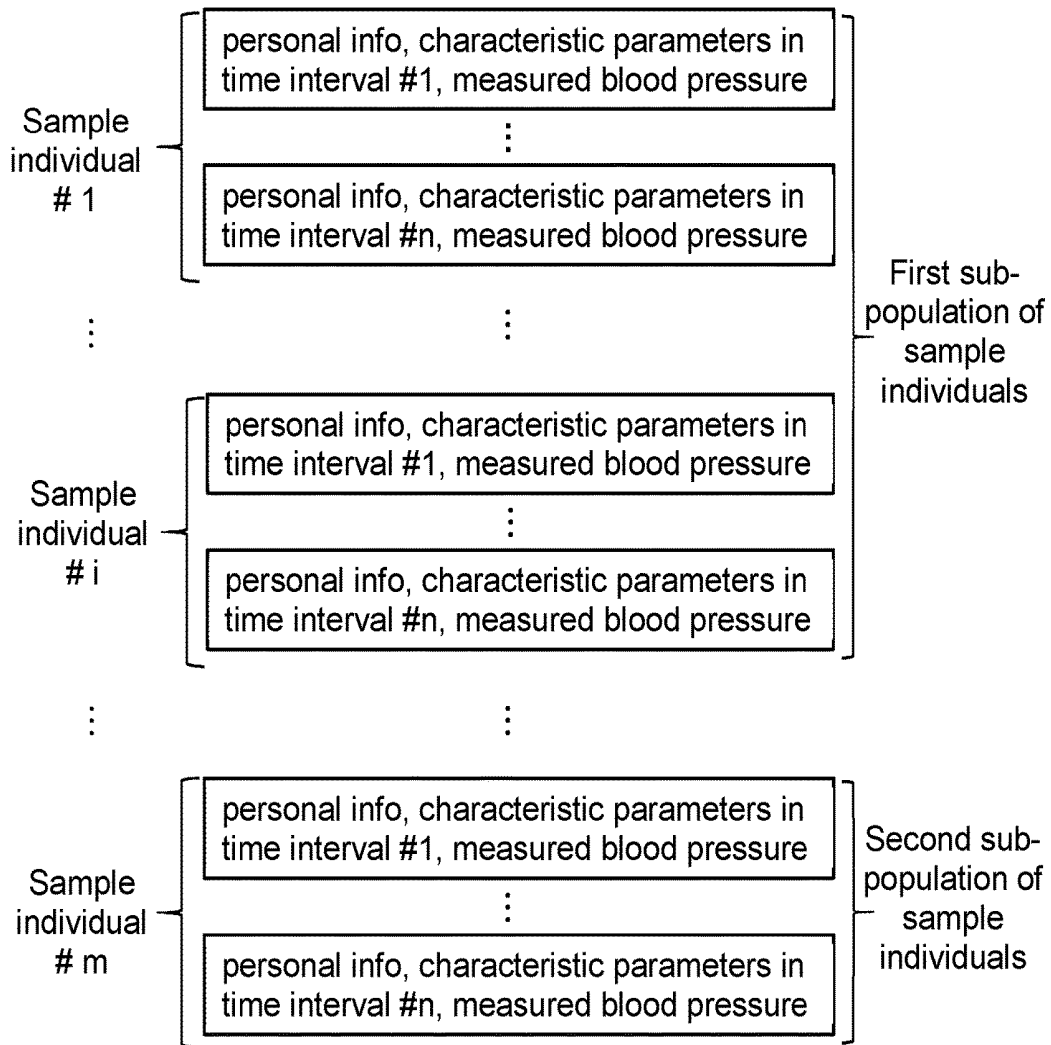 Sample
individual
# 1
personal info, characteristic parameters in
time interval #1, measured blood pressure
⋮
personal info, characteristic parameters in
time interval #n, measured blood pressure
⋮
⋮
Sample
individual
# i
personal info, characteristic parameters in
time interval #1, measured blood pressure
⋮
personal info, characteristic parameters in
time interval #n, measured blood pressure
First sub-
population of
sample
individuals
⋮
⋮
Sample
individual
# m
personal info, characteristic parameters in
time interval #1, measured blood pressure
⋮
personal info, characteristic parameters in
time interval #n, measured blood pressure
Second sub-
population of
sample
individuals